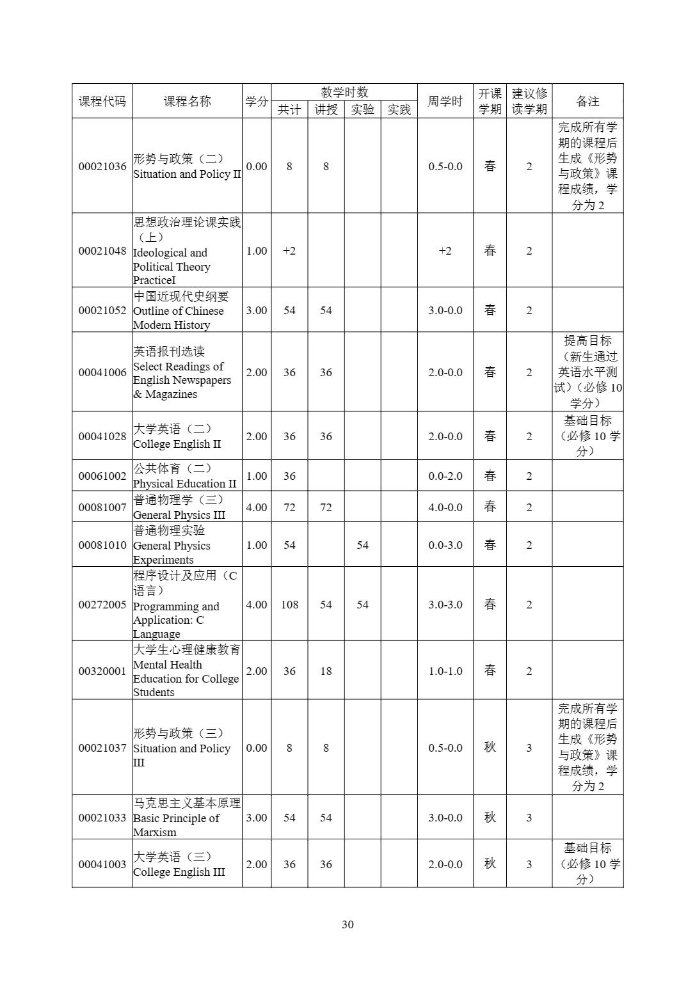 课程代码 课程名称 学分 教学时数 周学时 开课学期 建议修读学期 备注
共计 讲授 实验 实践
00021036 形势与政策（二） Situation and Policy II 0.00 8 8 0.5-0.0 春 2 完成所有学期的课程后生成《形势与政策》课程成绩，学分为 2
00021048 思想政治理论课实践（上） Ideological and Political Theory PracticeI 1.00 +2 +2 春 2
00021052 中国近现代史纲要 Outline of Chinese Modern History 3.00 54 54 3.0-0.0 春 2
00041006 英语报刊选读 Select Readings of English Newspapers & Magazines 2.00 36 36 2.0-0.0 春 2 提高目标（新生通过英语水平测试）（必修 10 学分）
00041028 大学英语（二） College English II 2.00 36 36 2.0-0.0 春 2 基础目标（必修 10 学分）
00061002 公共体育（二） Physical Education II 1.00 36 0.0-2.0 春 2
00081007 普通物理学（三） General Physics III 4.00 72 72 4.0-0.0 春 2
00081010 普通物理实验 General Physics Experiments 1.00 54 54 0.0-3.0 春 2
00272005 程序设计及应用（C 语言） Programming and Application: C Language 4.00 108 54 54 3.0-3.0 春 2
00320001 大学生心理健康教育 Mental Health Education for College Students 2.00 36 18 1.0-1.0 春 2
00021037 形势与政策（三） Situation and Policy III 0.00 8 8 0.5-0.0 秋 3 完成所有学期的课程后生成《形势与政策》课程成绩，学分为 2
00021033 马克思主义基本原理 Basic Principle of Marxism 3.00 54 54 3.0-0.0 秋 3
00041003 大学英语（三） College English III 2.00 36 36 2.0-0.0 秋 3 基础目标（必修 10 学分）
30